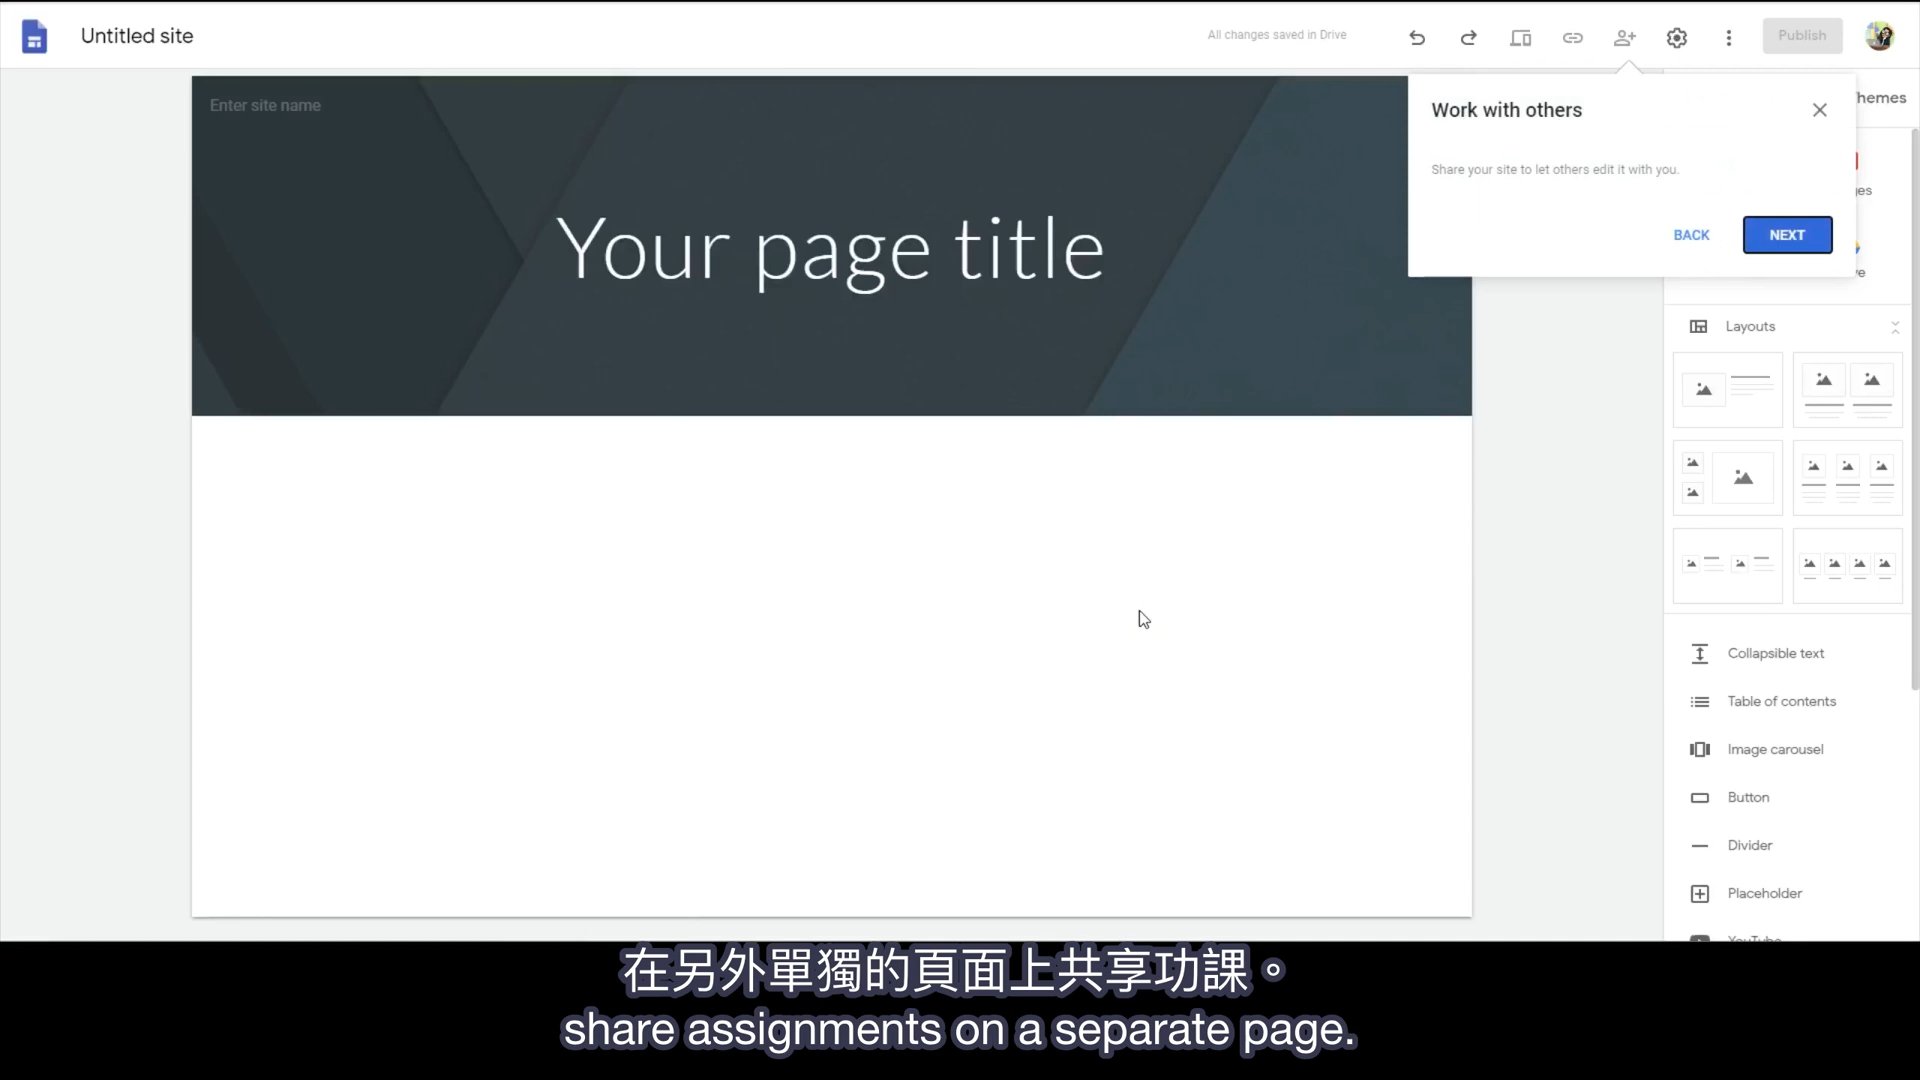 Untitled site
All changes saved in Drive
Publish
Enter site name
Your page title
Work with others
Share your site to let others edit it with you.
BACK
NEXT
Layouts
Collapsible text
Table of contents
Image carousel
Button
Divider
Placeholder
YouTube
在另外單獨的頁面上共享功課。
share assignments on a separate page.